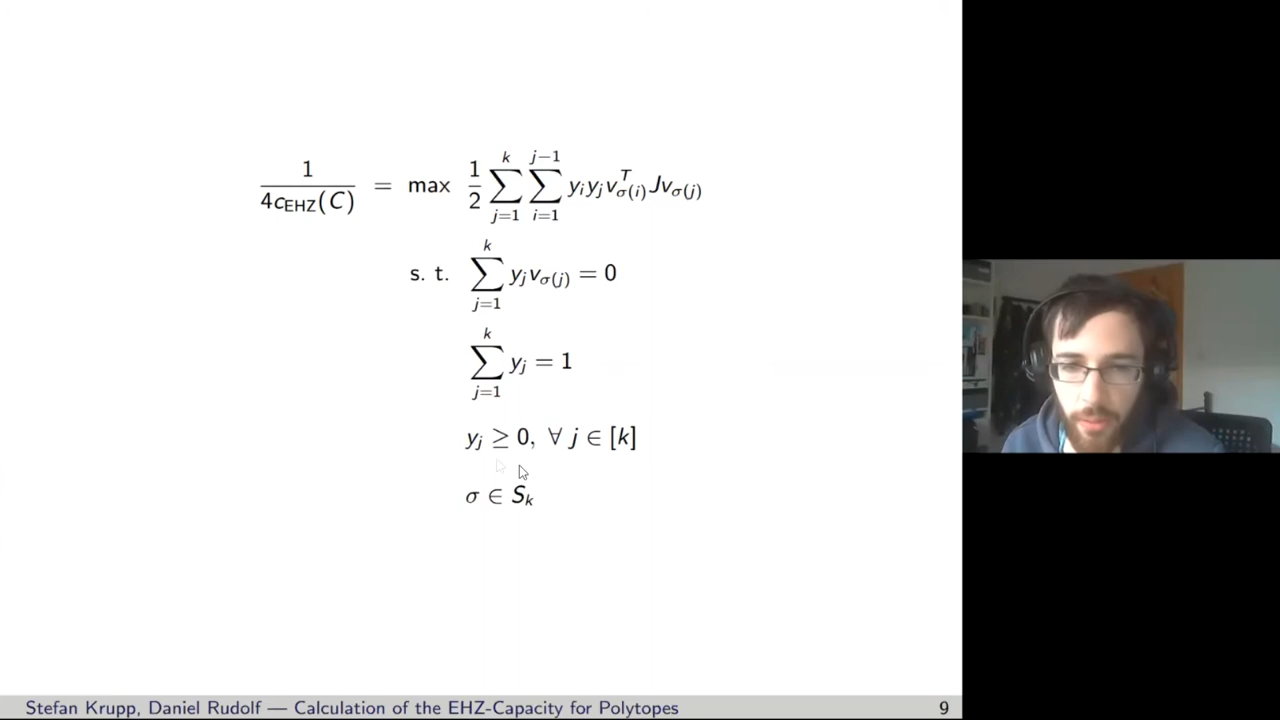 1/(4c_EHZ(C)) = max 1/2 ∑_{j=1}^{k} ∑_{i=1}^{j−1} y_i y_j v_{σ(i)}^T J v_{σ(j)}
s. t. ∑_{j=1}^{k} y_j v_{σ(j)} = 0
∑_{j=1}^{k} y_j = 1
y_j ≥ 0, ∀ j ∈ [k]
σ ∈ S_k
Stefan Krupp, Daniel Rudolf — Calculation of the EHZ-Capacity for Polytopes 9